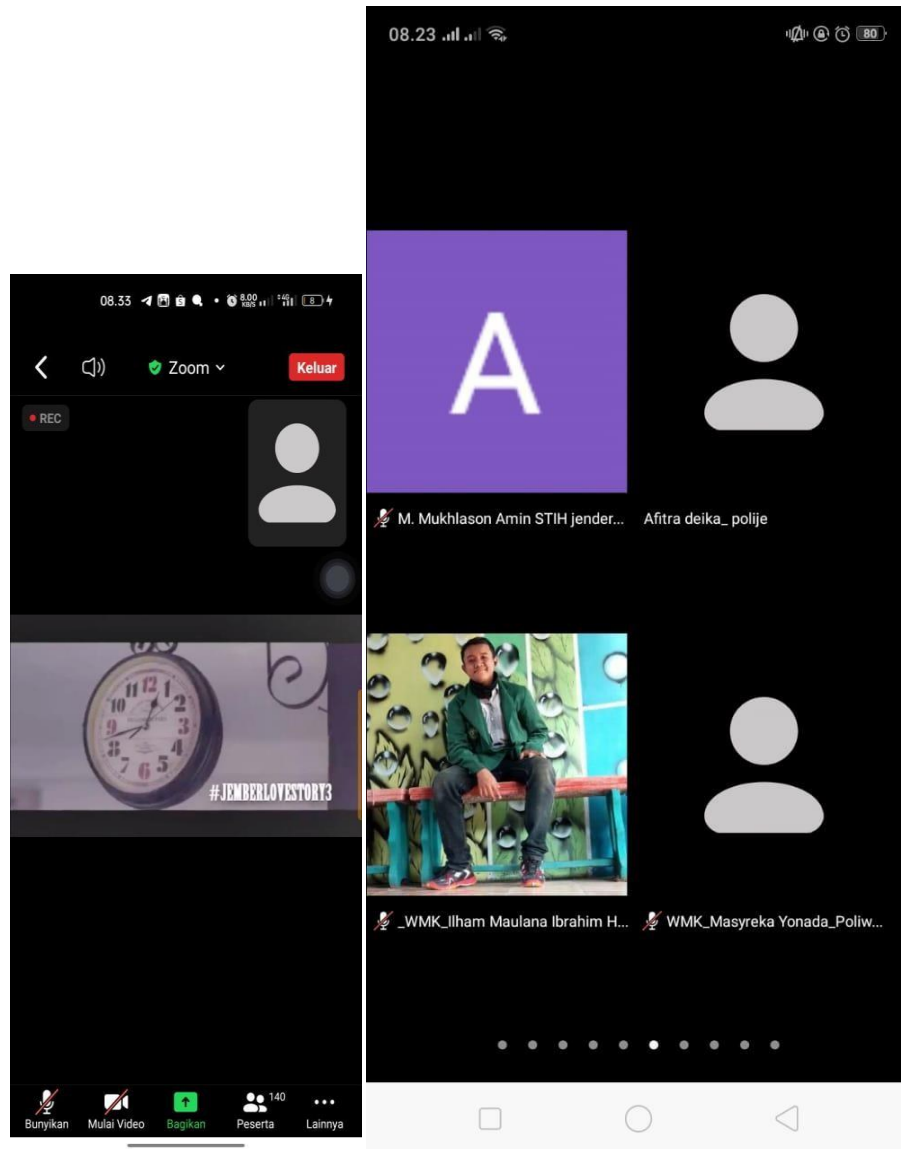 08.33
8.00
KB/S
4G
8
Zoom
Keluar
REC
11 12 1
10 2
9
8 4
7 6 5
#JEMBERLOVESTORY3
Bunyikan
Mulai Video
Bagikan
140
Peserta
Lainnya
08.23
80
A
M. Mukhlason Amin STIH jender...
Afitra deika_ polije
_WMK_Ilham Maulana Ibrahim H...
WMK_Masyreka Yonada_Poliw...